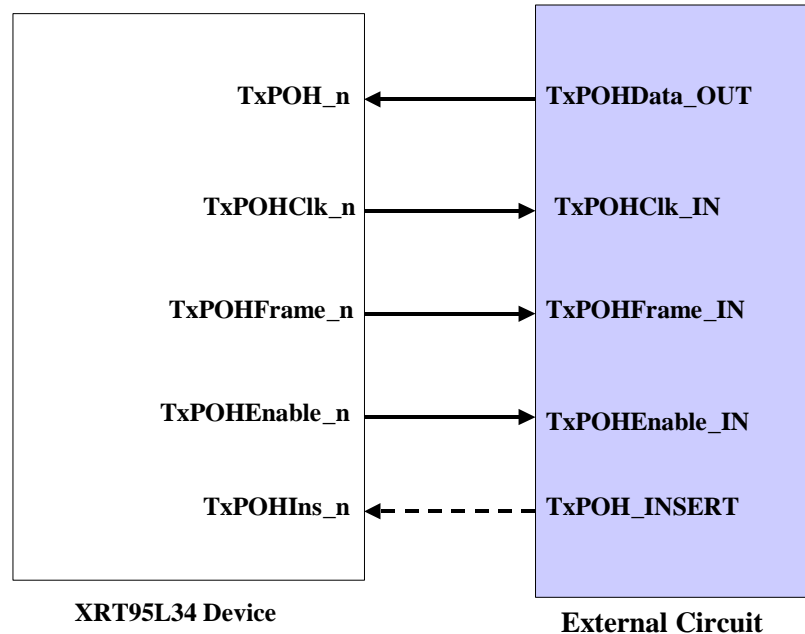 TxPOH_n
TxPOHData_OUT
TxPOHClk_n
TxPOHClk_IN
TxPOHFrame_n
TxPOHFrame_IN
TxPOHEnable_n
TxPOHEnable_IN
TxPOHIns_n
TxPOH_INSERT
XRT95L34 Device
External Circuit